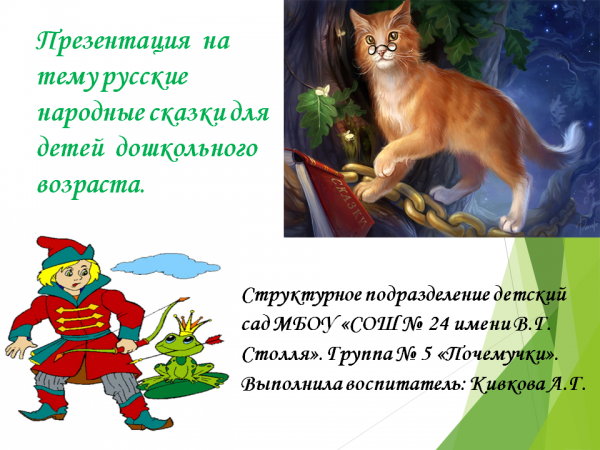 Презентация на
тему русские
народные сказки для
детей дошкольного
возраста.
СКАЗКИ
Структурное подразделение детский
сад МБОУ «СОШ № 24 имени В.Г.
Столля». Группа № 5 «Почемучки».
Выполнила воспитатель: Кивкова А.Г.